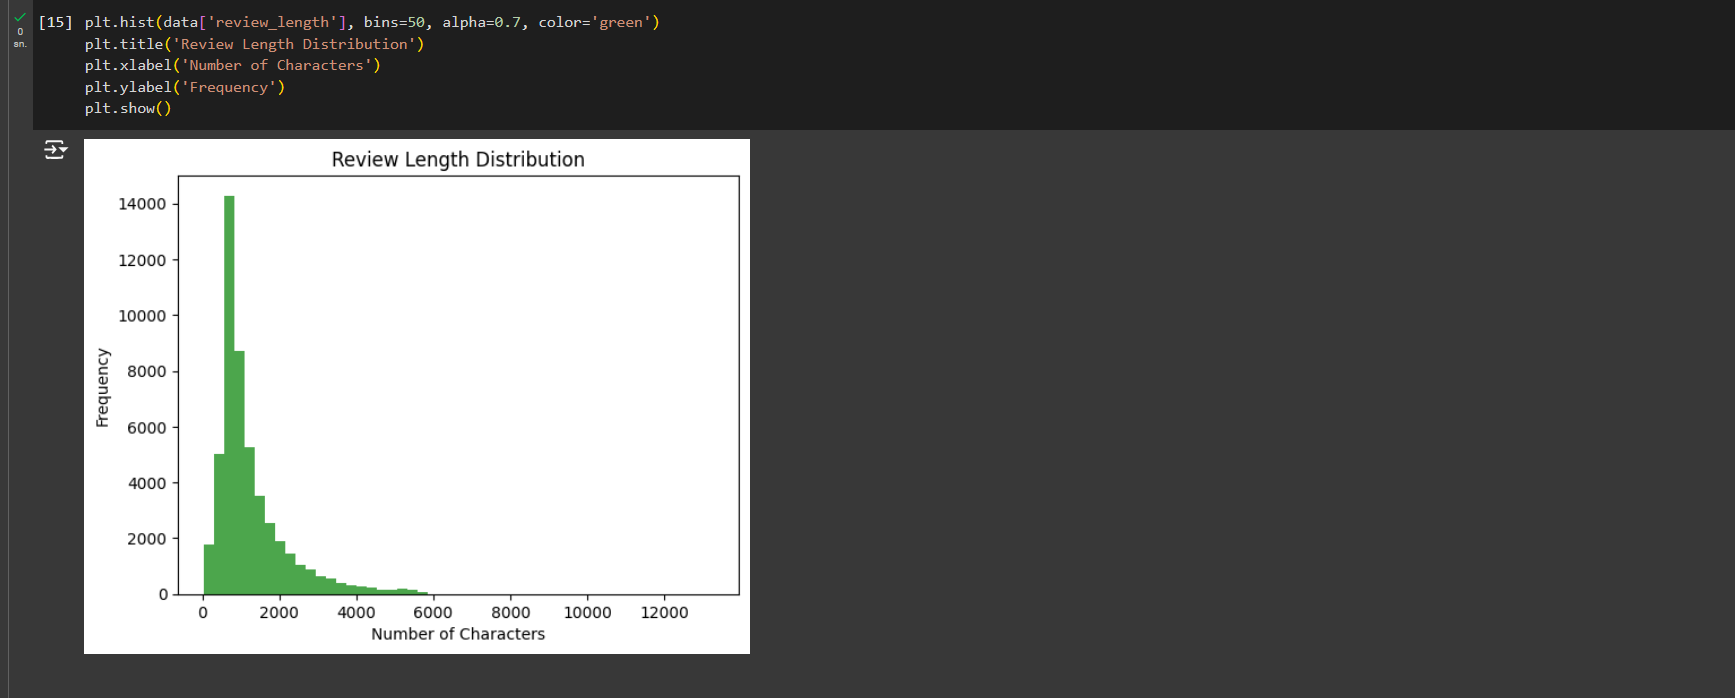 [15] plt.hist(data['review_length'], bins=50, alpha=0.7, color='green')
plt.title('Review Length Distribution')
plt.xlabel('Number of Characters')
plt.ylabel('Frequency')
plt.show()
0
sn.
Review Length Distribution
14000
12000
10000
8000
6000
4000
2000
0
Frequency
0 2000 4000 6000 8000 10000 12000
Number of Characters